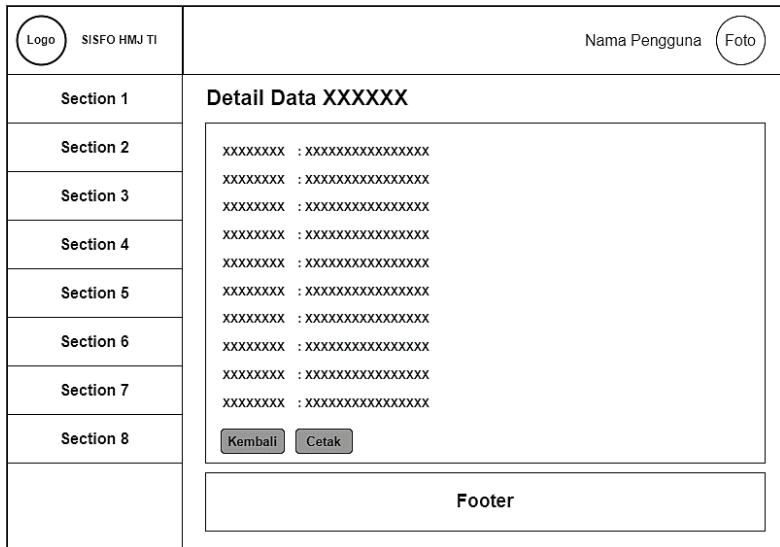 Logo SISFO HMJ TI
Nama Pengguna Foto
Section 1
Section 2
Section 3
Section 4
Section 5
Section 6
Section 7
Section 8
Detail Data XXXXXX
XXXXXXXX : XXXXXXXXXXXXXXXX
XXXXXXXX : XXXXXXXXXXXXXXXX
XXXXXXXX : XXXXXXXXXXXXXXXX
XXXXXXXX : XXXXXXXXXXXXXXXX
XXXXXXXX : XXXXXXXXXXXXXXXX
XXXXXXXX : XXXXXXXXXXXXXXXX
XXXXXXXX : XXXXXXXXXXXXXXXX
XXXXXXXX : XXXXXXXXXXXXXXXX
XXXXXXXX : XXXXXXXXXXXXXXXX
XXXXXXXX : XXXXXXXXXXXXXXXX
Kembali Cetak
Footer